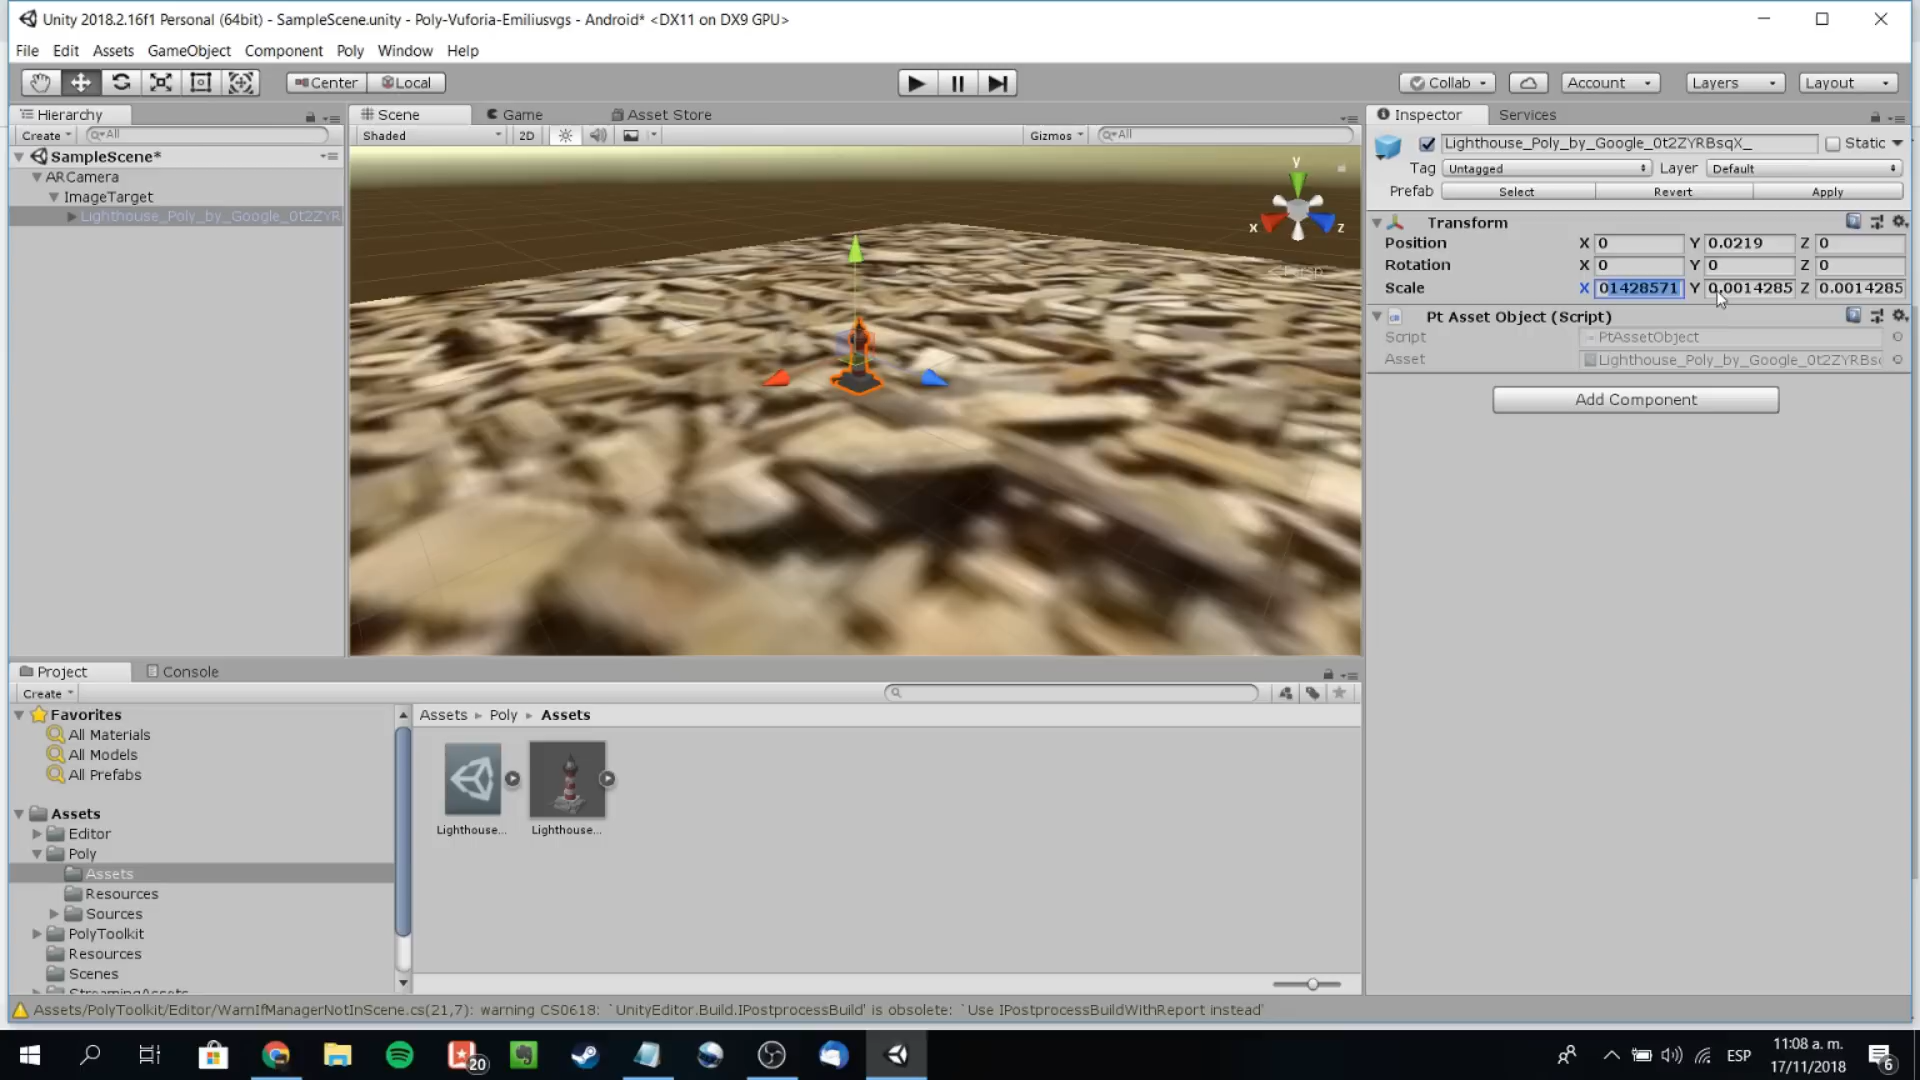 Unity 2018.2.16f1 Personal (64bit) - SampleScene.unity - Poly-Vuforia-Emiliusvgs - Android* <DX11 on DX9 GPU>
File Edit Assets GameObject Component Poly Window Help
Center Local Collab Account Layers Layout
Hierarchy
Create All
SampleScene*
ARCamera
ImageTarget
Lighthouse_Poly_by_Google_0t2ZYR
Scene Game Asset Store
Shaded 2D Gizmos All
y
x z
Persp
Inspector Services
Lighthouse_Poly_by_Google_0t2ZYRBsqX_ Static
Tag Untagged Layer Default
Prefab Select Revert Apply
Transform
Position X 0 Y 0.0219 Z 0
Rotation X 0 Y 0 Z 0
Scale X 01428571 Y 0.0014285 Z 0.0014285
Pt Asset Object (Script)
Script PtAssetObject
Asset Lighthouse_Poly_by_Google_0t2ZYRBs
Add Component
Project Console
Create
Favorites
All Materials
All Models
All Prefabs
Assets
Editor
Poly
Assets
Resources
Sources
PolyToolkit
Resources
Scenes
StreamingAssets
Assets Poly Assets
Lighthouse... Lighthouse...
Assets/PolyToolkit/Editor/WarnIfManagerNotInScene.cs(21,7): warning CS0618: `UnityEditor.Build.IPostprocessBuild' is obsolete: `Use IPostprocessBuildWithReport instead'
20
ESP
11:08 a. m.
17/11/2018
6